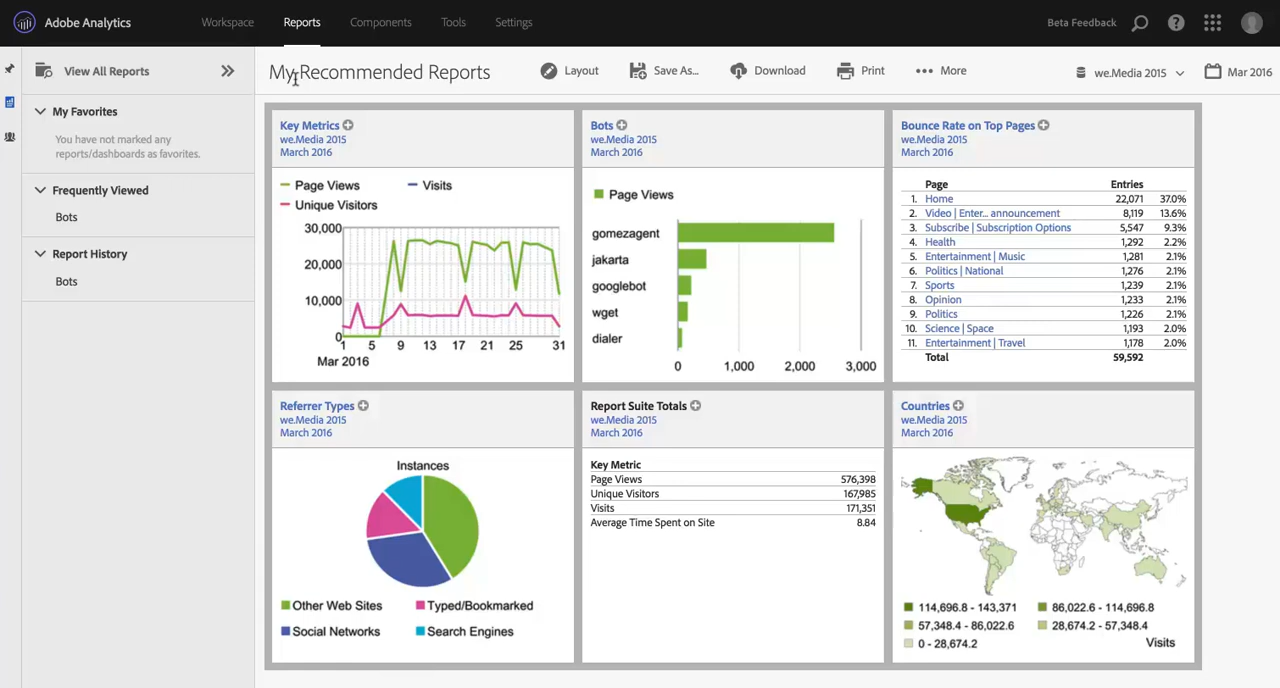 Adobe Analytics Workspace Reports Components Tools Settings Beta Feedback
View All Reports
My Favorites
You have not marked any
reports/dashboards as favorites.
Frequently Viewed
Bots
Report History
Bots
My Recommended Reports Layout Save As... Download Print More we.Media 2015 Mar 2016
Key Metrics
we.Media 2015
March 2016
Page Views Visits
Unique Visitors
30,000
20,000
10,000
0
1 5 9 13 17 21 25 31
Mar 2016
Bots
we.Media 2015
March 2016
Page Views
gomezagent
jakarta
googlebot
wget
dialer
0 1,000 2,000 3,000
Bounce Rate on Top Pages
we.Media 2015
March 2016
Page Entries
1. Home 22,071 37.0%
2. Video | Enter... announcement 8,119 13.6%
3. Subscribe | Subscription Options 5,547 9.3%
4. Health 1,292 2.2%
5. Entertainment | Music 1,281 2.1%
6. Politics | National 1,276 2.1%
7. Sports 1,239 2.1%
8. Opinion 1,233 2.1%
9. Politics 1,226 2.1%
10. Science | Space 1,193 2.0%
11. Entertainment | Travel 1,178 2.0%
Total 59,592
Referrer Types
we.Media 2015
March 2016
Instances
Other Web Sites Typed/Bookmarked
Social Networks Search Engines
Report Suite Totals
we.Media 2015
March 2016
Key Metric
Page Views 576,398
Unique Visitors 167,985
Visits 171,351
Average Time Spent on Site 8.84
Countries
we.Media 2015
March 2016
114,696.8 - 143,371 86,022.6 - 114,696.8
57,348.4 - 86,022.6 28,674.2 - 57,348.4
0 - 28,674.2 Visits